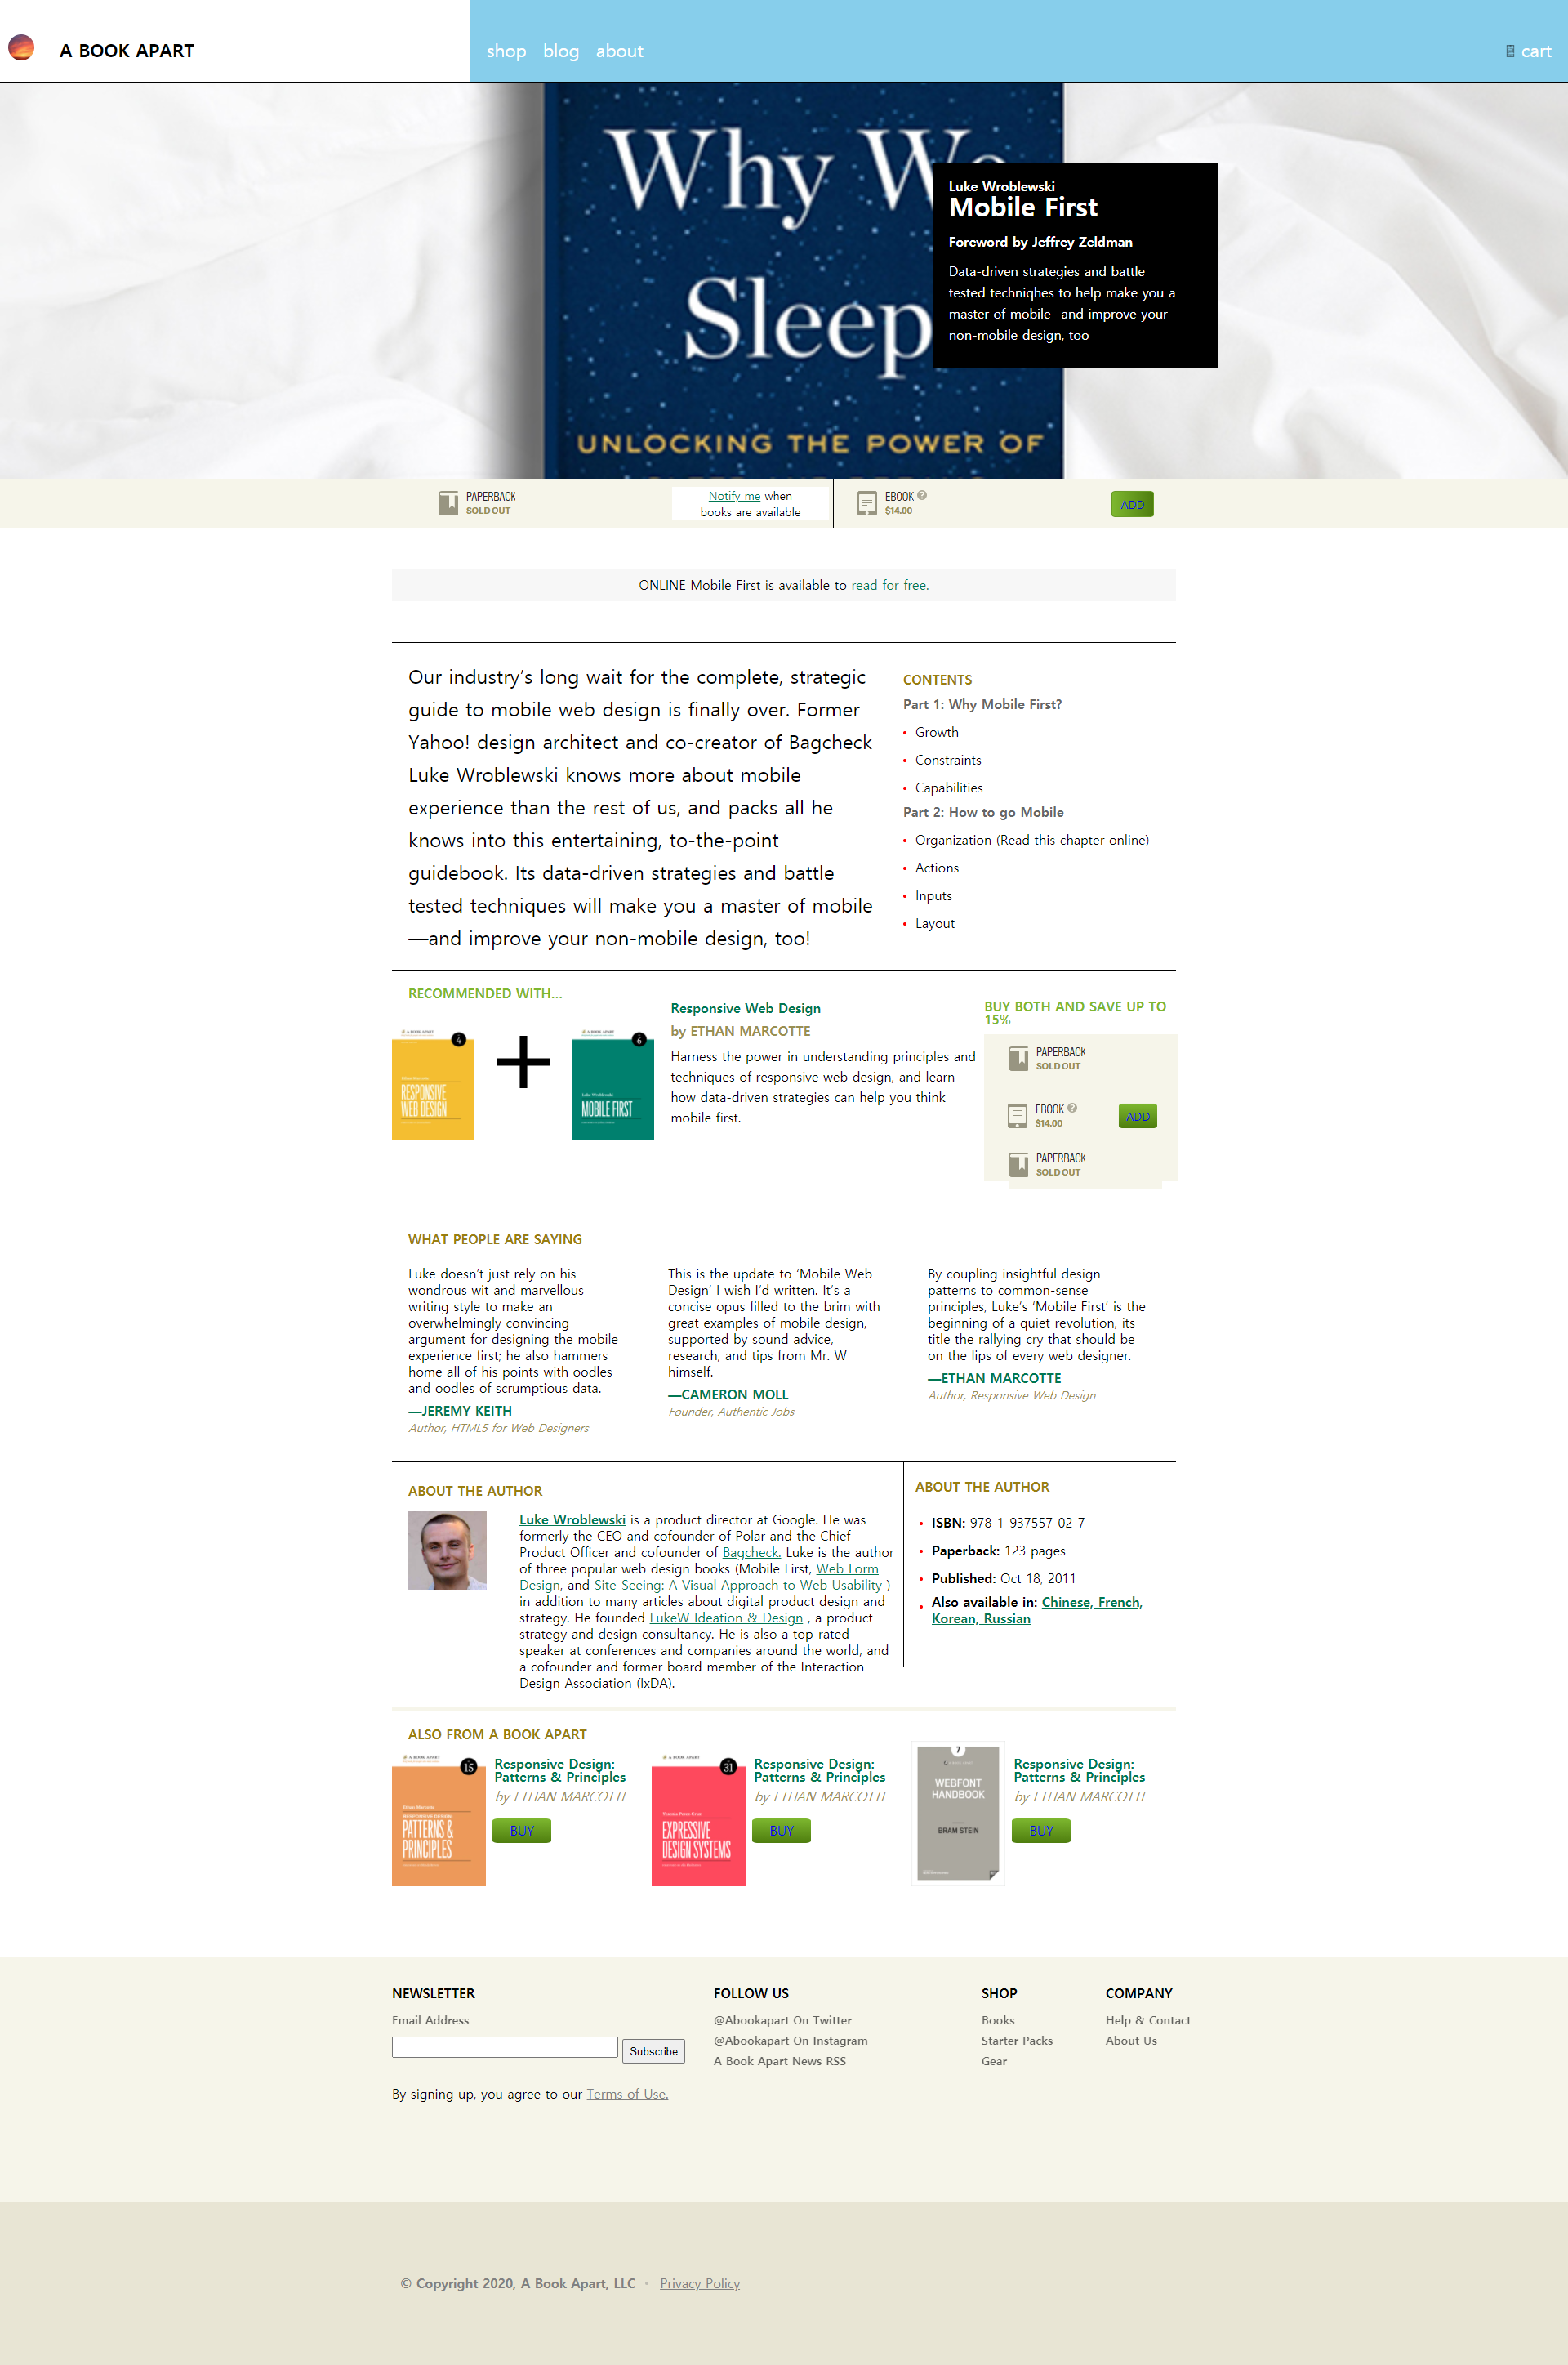 A BOOK APART
shop blog about
cart
Why We
Sleep
UNLOCKING THE POWER OF
Luke Wroblewski
Mobile First
Foreword by Jeffrey Zeldman
Data-driven strategies and battle
tested techniqhes to help make you a
master of mobile--and improve your
non-mobile design, too
PAPERBACK
SOLD OUT
Notify me when
books are available
EBOOK ?
$14.00
ADD
ONLINE Mobile First is available to read for free.
Our industry's long wait for the complete, strategic
guide to mobile web design is finally over. Former
Yahoo! design architect and co-creator of Bagcheck
Luke Wroblewski knows more about mobile
experience than the rest of us, and packs all he
knows into this entertaining, to-the-point
guidebook. Its data-driven strategies and battle
tested techniques will make you a master of mobile
—and improve your non-mobile design, too!
CONTENTS
Part 1: Why Mobile First?
• Growth
• Constraints
• Capabilities
Part 2: How to go Mobile
• Organization (Read this chapter online)
• Actions
• Inputs
• Layout
RECOMMENDED WITH...
A BOOK APART
4
Ethan Marcotte
RESPONSIVE
WEB DESIGN
+
A BOOK APART
6
Luke Wroblewski
MOBILE FIRST
Responsive Web Design
by ETHAN MARCOTTE
Harness the power in understanding principles and
techniques of responsive web design, and learn
how data-driven strategies can help you think
mobile first.
BUY BOTH AND SAVE UP TO
15%
PAPERBACK
SOLD OUT
EBOOK ?
$14.00
ADD
PAPERBACK
SOLD OUT
WHAT PEOPLE ARE SAYING
Luke doesn't just rely on his
wondrous wit and marvellous
writing style to make an
overwhelmingly convincing
argument for designing the mobile
experience first; he also hammers
home all of his points with oodles
and oodles of scrumptious data.
—JEREMY KEITH
Author, HTML5 for Web Designers
This is the update to 'Mobile Web
Design' I wish I'd written. It's a
concise opus filled to the brim with
great examples of mobile design,
supported by sound advice,
research, and tips from Mr. W
himself.
—CAMERON MOLL
Founder, Authentic Jobs
By coupling insightful design
patterns to common-sense
principles, Luke's 'Mobile First' is the
beginning of a quiet revolution, its
title the rallying cry that should be
on the lips of every web designer.
—ETHAN MARCOTTE
Author, Responsive Web Design
ABOUT THE AUTHOR
Luke Wroblewski is a product director at Google. He was
formerly the CEO and cofounder of Polar and the Chief
Product Officer and cofounder of Bagcheck. Luke is the author
of three popular web design books (Mobile First, Web Form
Design, and Site-Seeing: A Visual Approach to Web Usability )
in addition to many articles about digital product design and
strategy. He founded LukeW Ideation & Design , a product
strategy and design consultancy. He is also a top-rated
speaker at conferences and companies around the world, and
a cofounder and former board member of the Interaction
Design Association (IxDA).
ABOUT THE AUTHOR
• ISBN: 978-1-937557-02-7
• Paperback: 123 pages
• Published: Oct 18, 2011
• Also available in: Chinese, French,
Korean, Russian
ALSO FROM A BOOK APART
A BOOK APART
15
Ethan Marcotte
RESPONSIVE DESIGN:
PATTERNS &
PRINCIPLES
Responsive Design:
Patterns & Principles
by ETHAN MARCOTTE
BUY
A BOOK APART
31
EXPRESSIVE
DESIGN SYSTEMS
Responsive Design:
Patterns & Principles
by ETHAN MARCOTTE
BUY
7
WEBFONT
HANDBOOK
BRAM STEIN
Responsive Design:
Patterns & Principles
by ETHAN MARCOTTE
BUY
NEWSLETTER
Email Address
Subscribe
By signing up, you agree to our Terms of Use.
FOLLOW US
@Abookapart On Twitter
@Abookapart On Instagram
A Book Apart News RSS
SHOP
Books
Starter Packs
Gear
COMPANY
Help & Contact
About Us
© Copyright 2020, A Book Apart, LLC • Privacy Policy